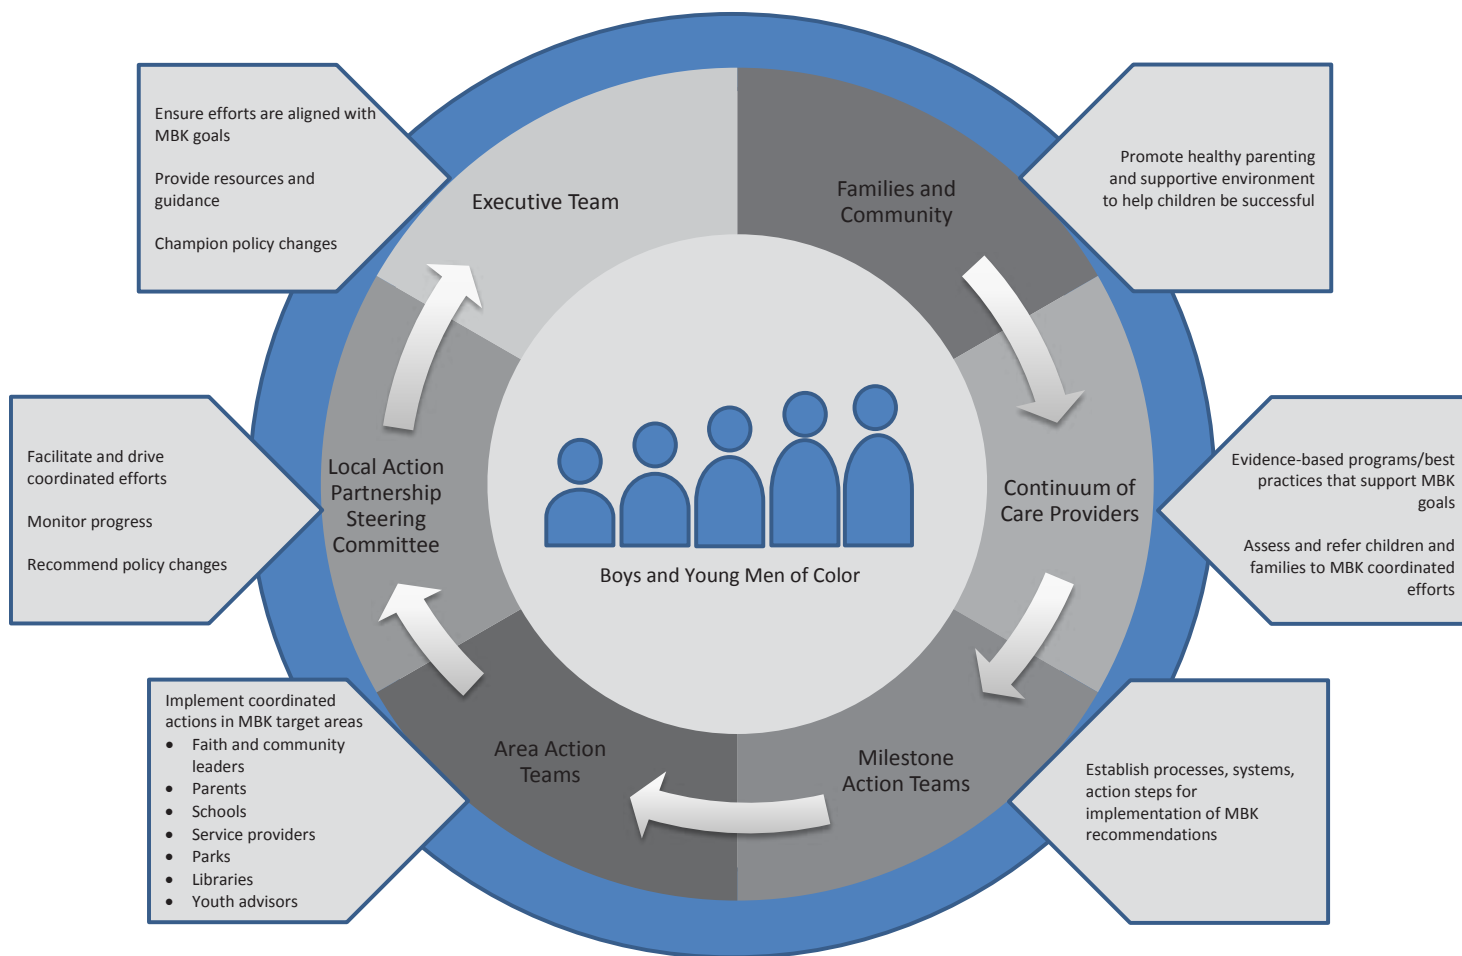 Ensure efforts are aligned with
MBK goals
Provide resources and
guidance
Champion policy changes
Executive Team
Families and
Community
Promote healthy parenting
and supportive environment
to help children be successful
Facilitate and drive
coordinated efforts
Monitor progress
Recommend policy changes
Local Action
Partnership
Steering
Committee
Boys and Young Men of Color
Continuum of
Care Providers
Evidence-based programs/best
practices that support MBK
goals
Assess and refer children and
families to MBK coordinated
efforts
Implement coordinated
actions in MBK target areas
• Faith and community
leaders
• Parents
• Schools
• Service providers
• Parks
• Libraries
• Youth advisors
Area Action
Teams
Milestone
Action Teams
Establish processes, systems,
action steps for
implementation of MBK
recommendations